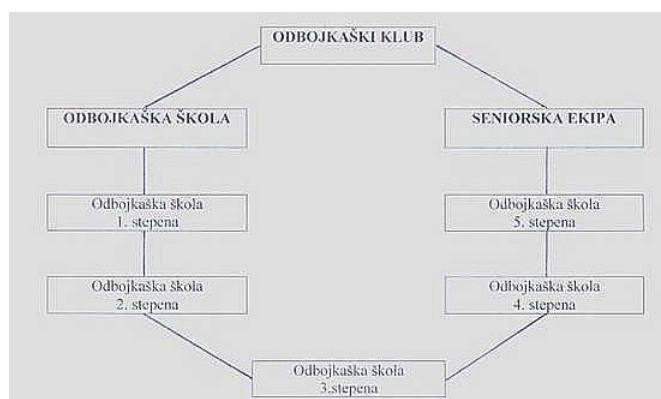 ODBOJKAŠKI KLUB
ODBOJKAŠKA ŠKOLA
SENIORSKA EKIPA
Odbojkaška škola
1. stepena
Odbojkaška škola
5. stepena
Odbojkaška škola
2. stepena
Odbojkaška škola
4. stepena
Odbojkaška škola
3.stepena